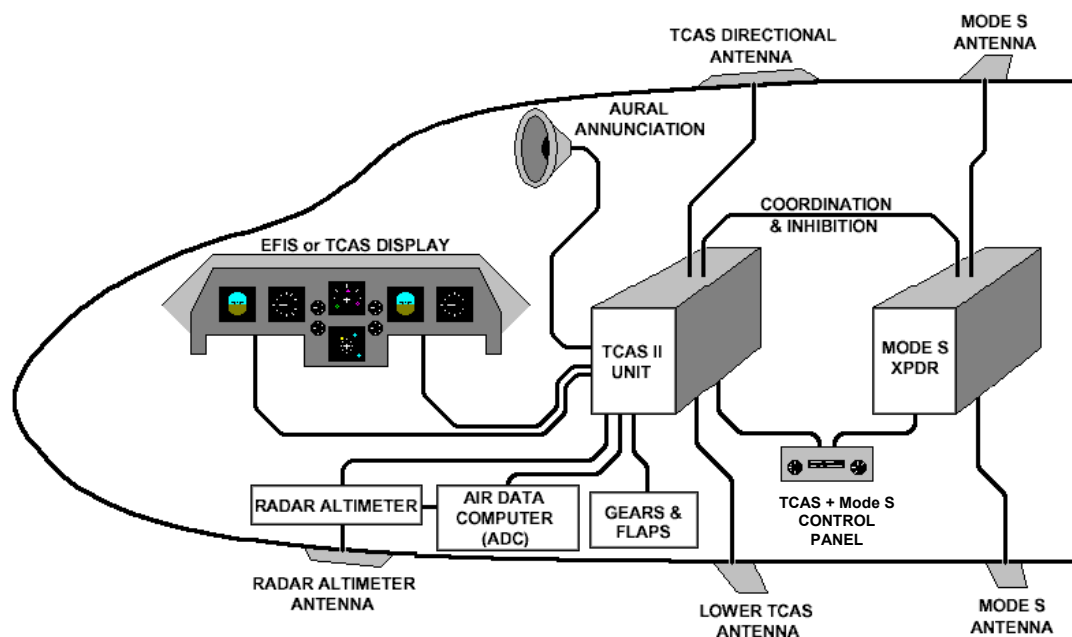 TCAS DIRECTIONAL
ANTENNA
MODE S
ANTENNA
AURAL
ANNUNCIATION
COORDINATION
& INHIBITION
EFIS or TCAS DISPLAY
TCAS II
UNIT
MODE S
XPDR
RADAR ALTIMETER
AIR DATA
COMPUTER
(ADC)
GEARS &
FLAPS
TCAS + Mode S
CONTROL
PANEL
RADAR ALTIMETER
ANTENNA
LOWER TCAS
ANTENNA
MODE S
ANTENNA